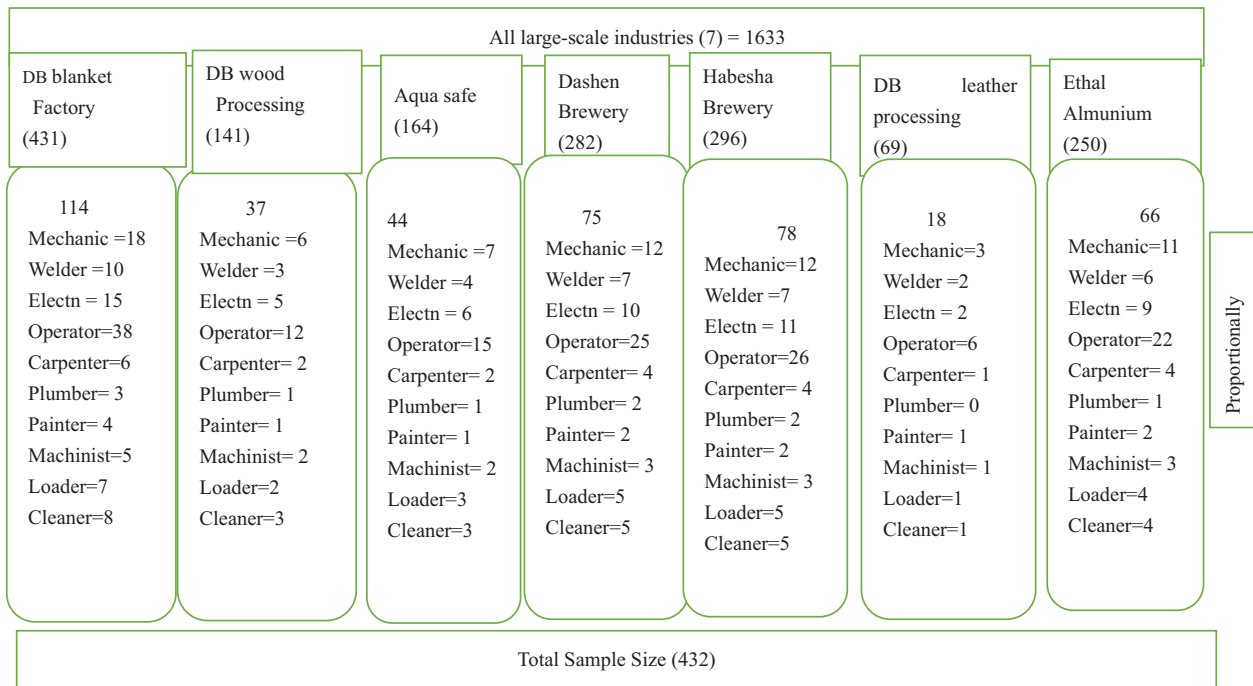 All large-scale industries (7) = 1633
DB blanket
Factory
(431)
114
Mechanic =18
Welder =10
Electn = 15
Operator=38
Carpenter=6
Plumber= 3
Painter= 4
Machinist=5
Loader=7
Cleaner=8
DB wood
Processing
(141)
37
Mechanic =6
Welder =3
Electn = 5
Operator=12
Carpenter= 2
Plumber= 1
Painter= 1
Machinist= 2
Loader=2
Cleaner=3
Aqua safe
(164)
44
Mechanic =7
Welder =4
Electn = 6
Operator=15
Carpenter= 2
Plumber= 1
Painter= 1
Machinist= 2
Loader=3
Cleaner=3
Dashen
Brewery
(282)
75
Mechanic =12
Welder =7
Electn = 10
Operator=25
Carpenter= 4
Plumber= 2
Painter= 2
Machinist= 3
Loader=5
Cleaner=5
Habesha
Brewery
(296)
78
Mechanic=12
Welder =7
Electn = 11
Operator=26
Carpenter= 4
Plumber= 2
Painter= 2
Machinist= 3
Loader=5
Cleaner=5
DB leather
processing
(69)
18
Mechanic=3
Welder =2
Electn = 2
Operator=6
Carpenter= 1
Plumber= 0
Painter= 1
Machinist= 1
Loader=1
Cleaner=1
Ethal
Almunium
(250)
66
Mechanic=11
Welder =6
Electn = 9
Operator=22
Carpenter= 4
Plumber= 1
Painter= 2
Machinist= 3
Loader=4
Cleaner=4
Proportionally
Total Sample Size (432)